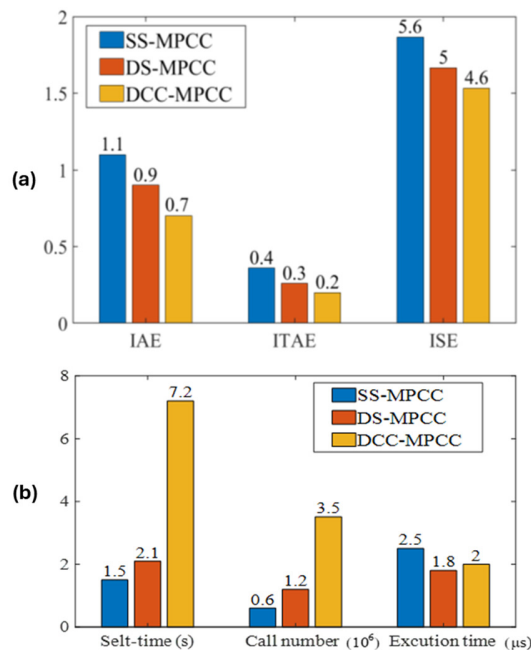 (a)
2
1.5
1
0.5
0
SS-MPCC
DS-MPCC
DCC-MPCC
1.1
0.9
0.7
0.4
0.3
0.2
5.6
5
4.6
IAE
ITAE
ISE
(b)
8
6
4
2
0
SS-MPCC
DS-MPCC
DCC-MPCC
1.5
2.1
7.2
0.6
1.2
3.5
2.5
1.8
2
Selt-time (s)
Call number (10⁶)
Excution time (μs)